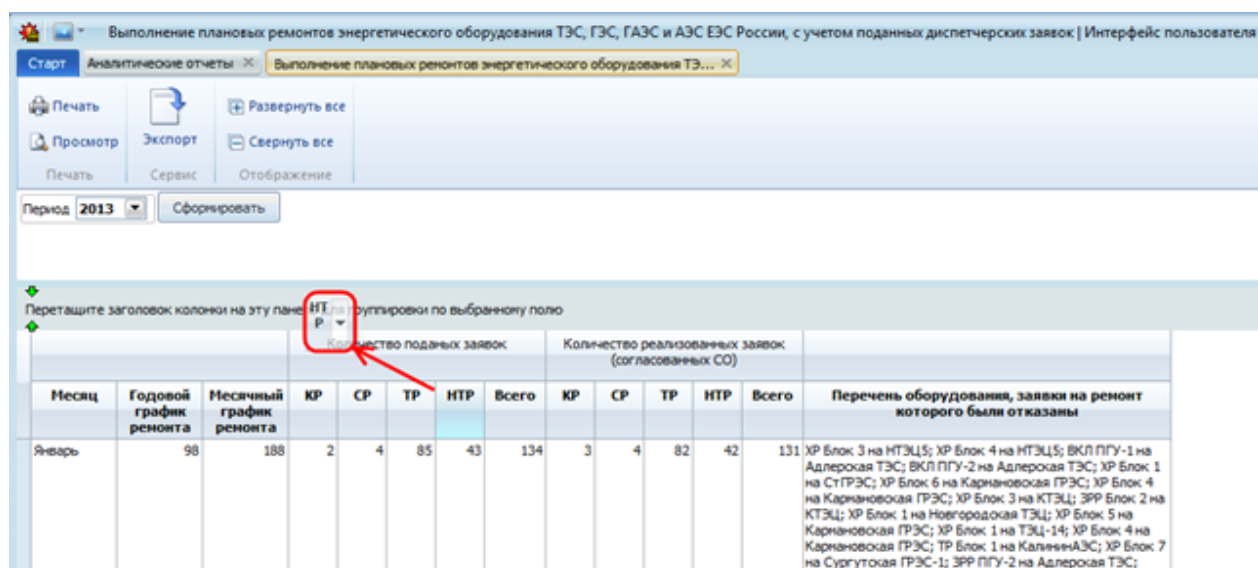 Выполнение плановых ремонтов энергетического оборудования ТЭС, ГЭС, ГАЭС и АЭС ЕЭС России, с учетом поданных диспетчерских заявок | Интерфейс пользователя
Старт Аналитические отчеты Выполнение плановых ремонтов энергетического оборудования ТЭ...
Печать Экспорт Развернуть все
Просмотр Свернуть все
Печать Сервис Отображение
Период 2013 Сформировать
Перетащите заголовок колонки на эту группировки по выбранному полю
НТ
Р
Количество поданых заявок Количество реализованных заявок
(согласованных СО)
Месяц Годовой Месячный КР СР ТР НТР Всего КР СР ТР НТР Всего Перечень оборудования, заявки на ремонт
график график которого были отказаны
ремонта ремонта
Январь 98 188 2 4 85 43 134 3 4 82 42 131 ХР Блок 3 на НТЭЦ5; ХР Блок 4 на НТЭЦ5; ВКЛ ПГУ-1 на
Адлерская ТЭС; ВКЛ ПГУ-2 на Адлерская ТЭС; ХР Блок 1
на СтГРЭС; ХР Блок 6 на Кармановская ГРЭС; ХР Блок 4
на Кармановская ГРЭС; ХР Блок 3 на КТЭЦ; ЗРР Блок 2 на
КТЭЦ; ХР Блок 1 на Новгородская ТЭЦ; ХР Блок 5 на
Кармановская ГРЭС; ХР Блок 1 на ТЭЦ-14; ХР Блок 4 на
Кармановская ГРЭС; ТР Блок 1 на КалининАЭС; ХР Блок 7
на Сургутская ГРЭС-1; ЗРР ПГУ-2 на Адлерская ТЭС;